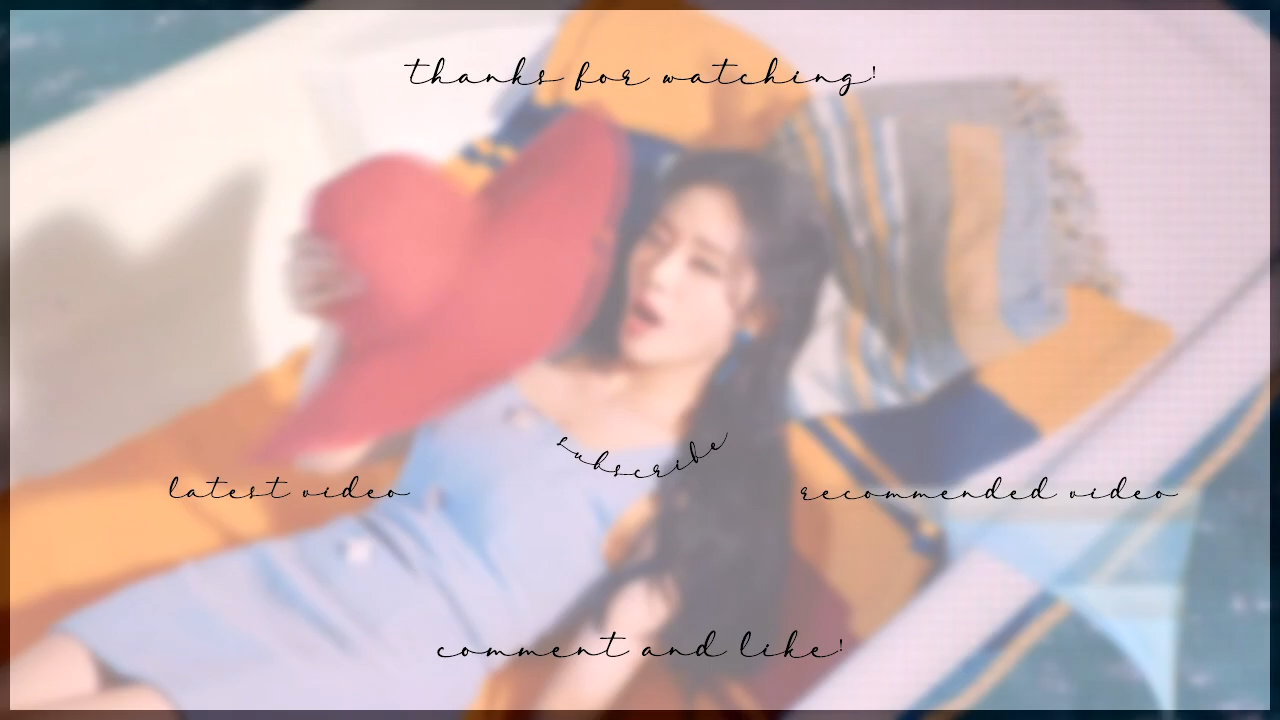 thanks for watching!
subscribe
latest video
recommended video
comment and like!